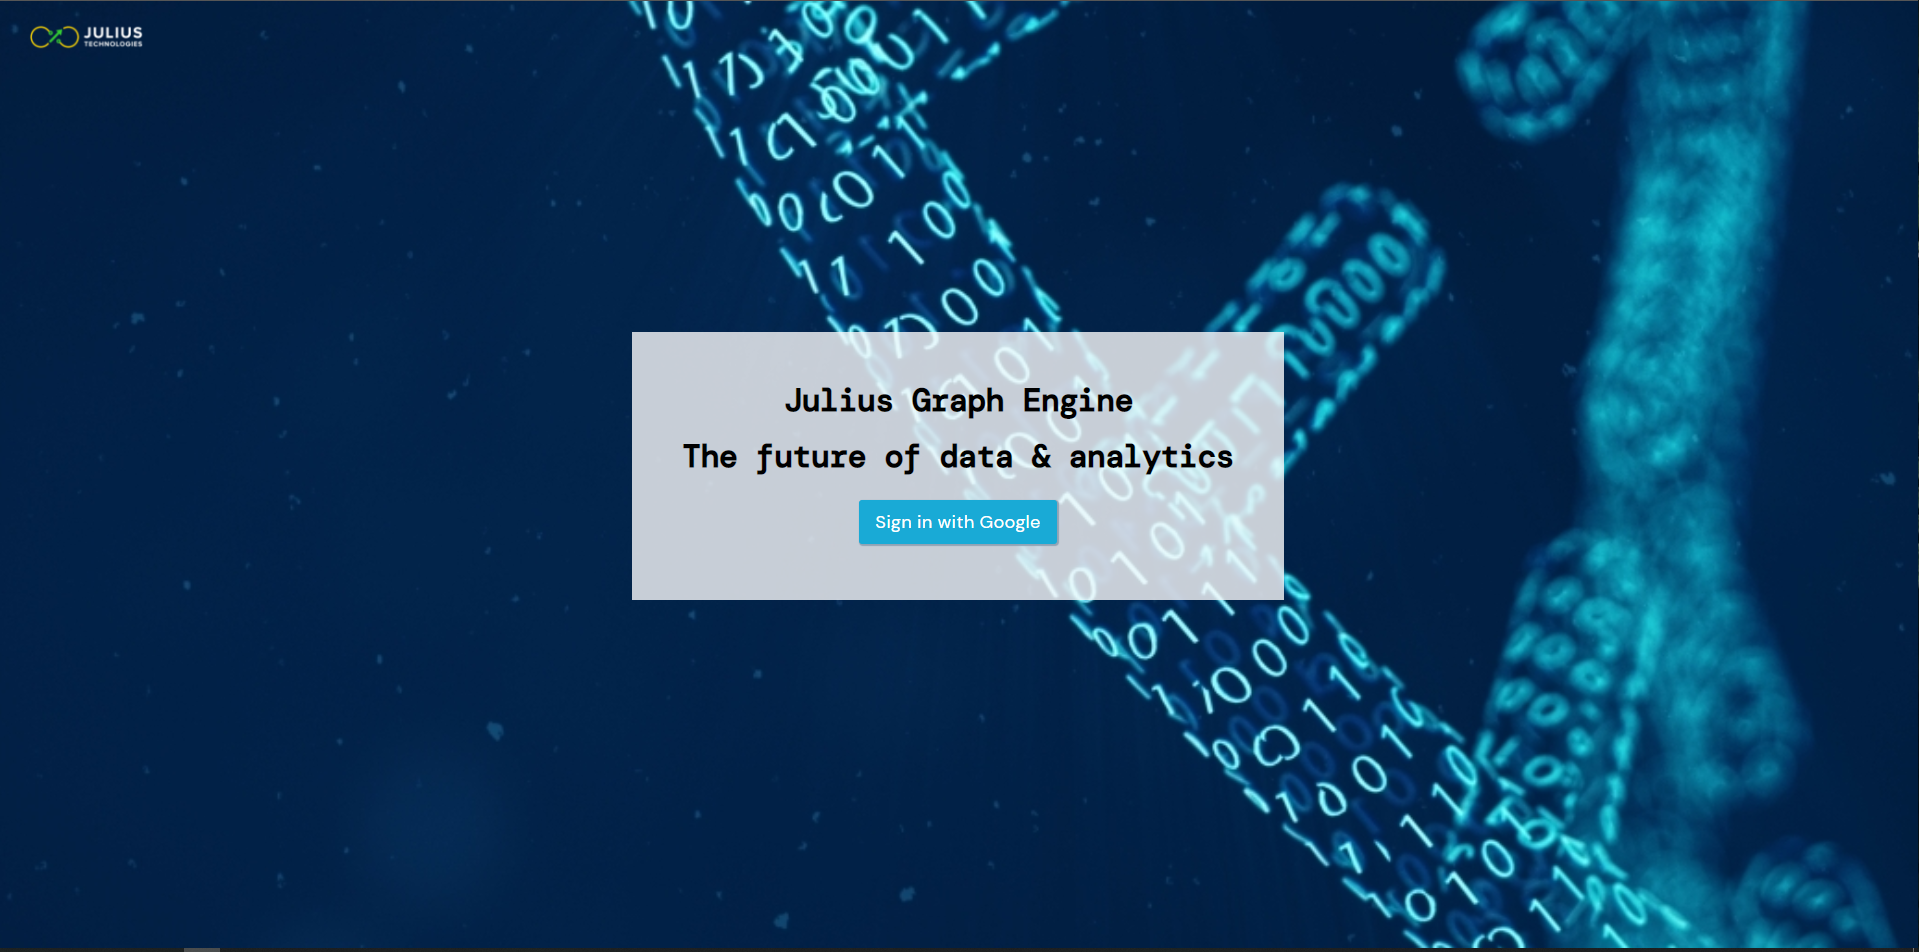 JULIUS
TECHNOLOGIES
Julius Graph Engine
The future of data & analytics
Sign in with Google